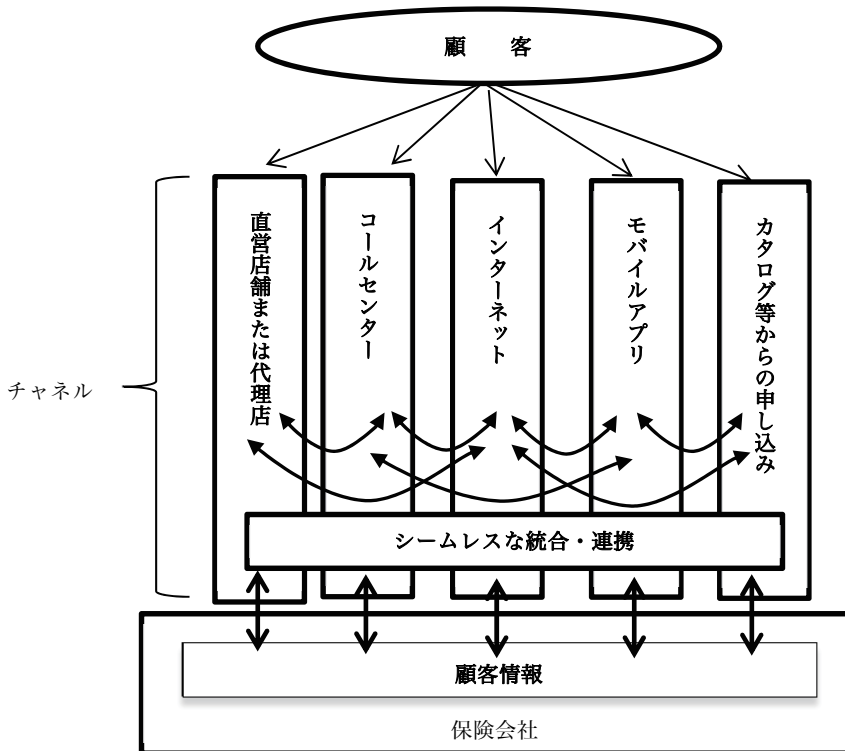 顧　客
直営店舗または代理店
コールセンター
インターネット
モバイルアプリ
カタログ等からの申し込み
チャネル
シームレスな統合・連携
顧客情報
保険会社